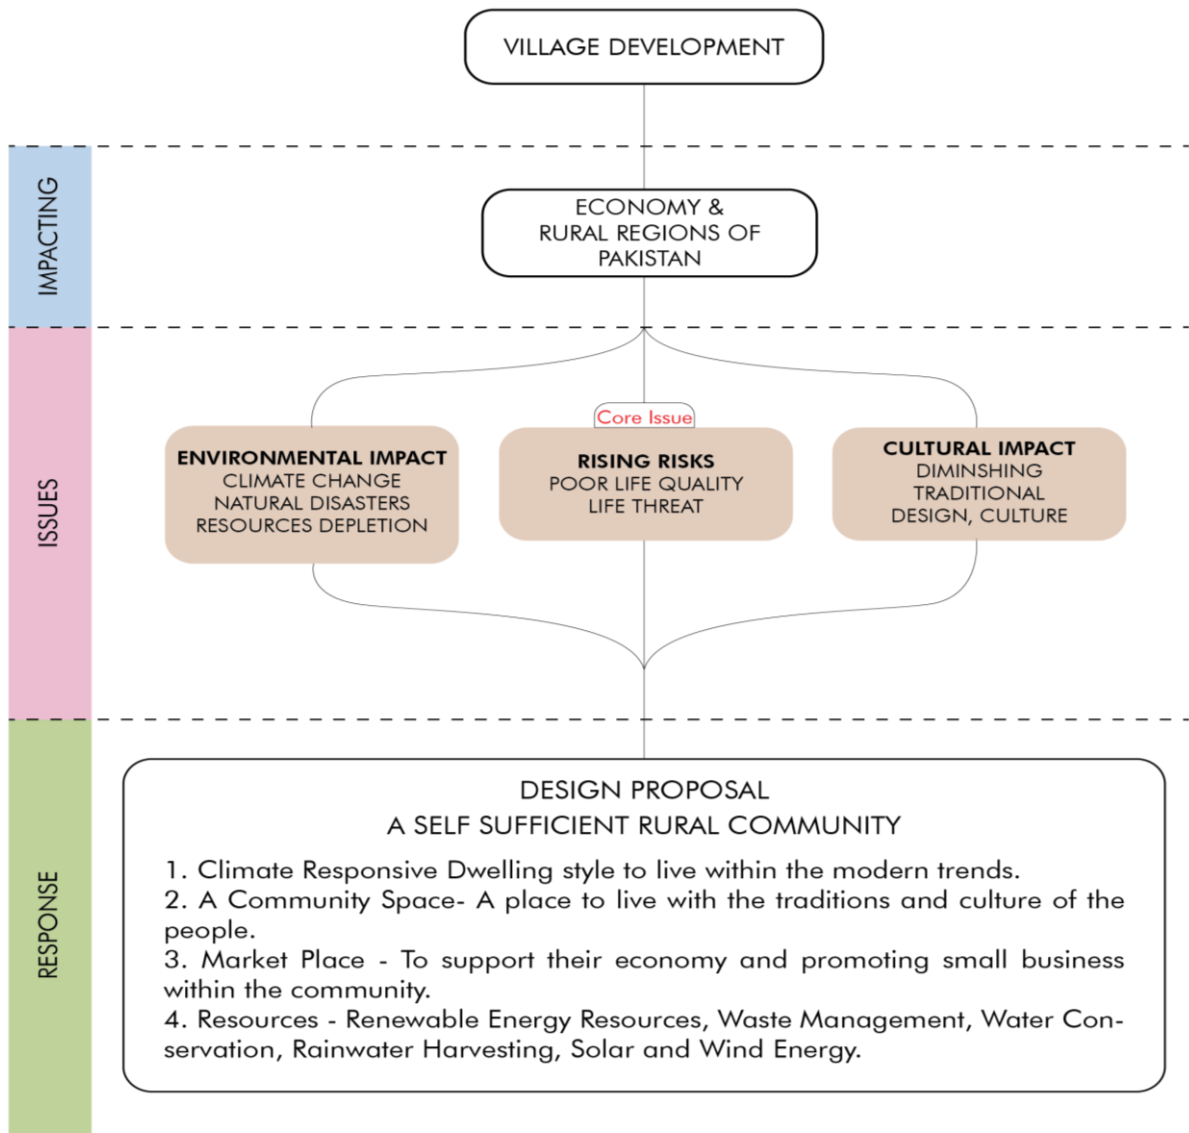 VILLAGE DEVELOPMENT
IMPACTING
ECONOMY &
RURAL REGIONS OF
PAKISTAN
ISSUES
ENVIRONMENTAL IMPACT
CLIMATE CHANGE
NATURAL DISASTERS
RESOURCES DEPLETION
Core Issue
RISING RISKS
POOR LIFE QUALITY
LIFE THREAT
CULTURAL IMPACT
DIMINSHING
TRADITIONAL
DESIGN, CULTURE
RESPONSE
DESIGN PROPOSAL
A SELF SUFFICIENT RURAL COMMUNITY
1. Climate Responsive Dwelling style to live within the modern trends.
2. A Community Space- A place to live with the traditions and culture of the
people.
3. Market Place - To support their economy and promoting small business
within the community.
4. Resources - Renewable Energy Resources, Waste Management, Water Con-
servation, Rainwater Harvesting, Solar and Wind Energy.